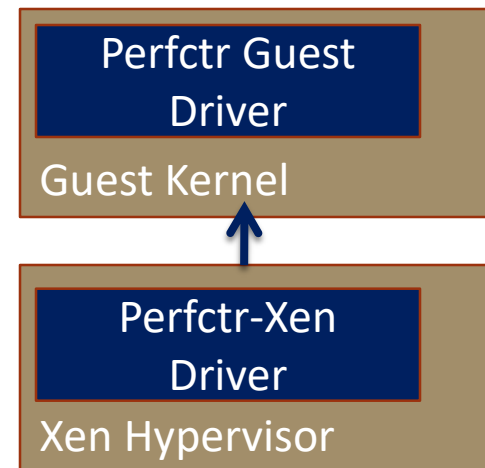 Perfctr Guest
Driver
Guest Kernel
Perfctr-Xen
Driver
Xen Hypervisor